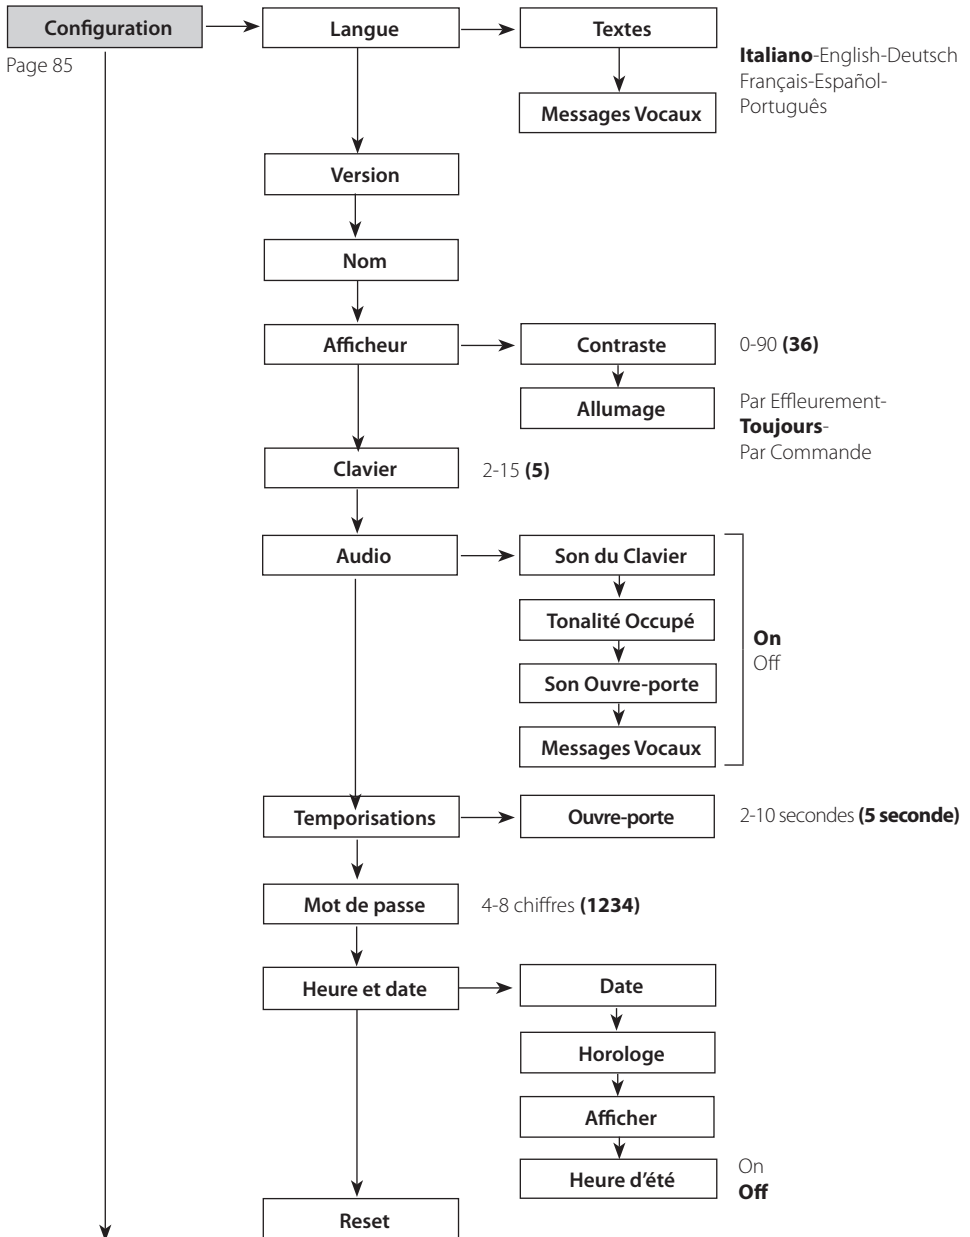 Configuration
Langue
Textes
Page 85
Italiano-English-Deutsch
Français-Español-
Português
Messages Vocaux
Version
Nom
Afficheur
Contraste
0-90 (36)
Allumage
Par Effleurement-
Toujours-
Par Commande
Clavier
2-15 (5)
Audio
Son du Clavier
Tonalité Occupé
Son Ouvre-porte
Messages Vocaux
On
Off
Temporisations
Ouvre-porte
2-10 secondes (5 seconde)
Mot de passe
4-8 chiffres (1234)
Heure et date
Date
Horologe
Afficher
Heure d'été
On
Off
Reset